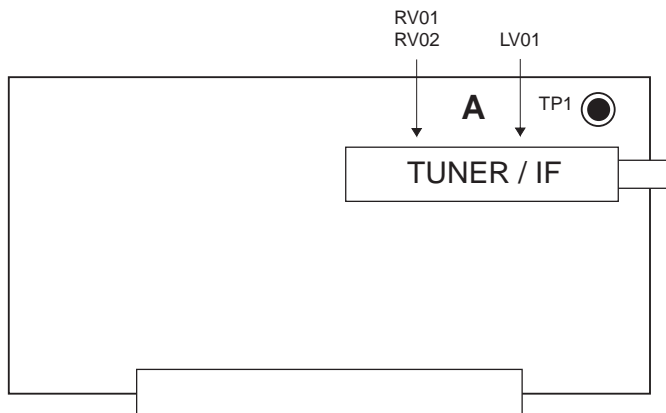 RV01
RV02
LV01
A
TP1
TUNER / IF